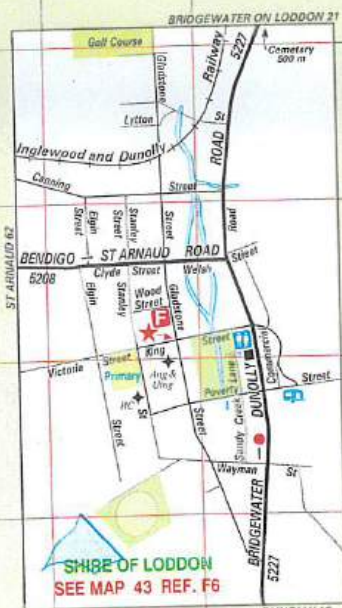 BRIDGEWATER ON LODDON 21
Golf Course
Gladstone
Railway
5227
Cemetery
500 m
Lytton
St
Inglewood and Dunolly
ROAD
Canning
Street
Elgin
Street
Stanley
Street
Street
Road
ST ARNAUD 62
BENDIGO — ST ARNAUD ROAD
5208
Clyde
Street
Welsh
Street
Elgin
Stanley
Wood
Street
Gladstone
F
King
Street
Street
Victoria
Primary
Ang &
Uting
RC
St
Street
Poverty
Street
Lane
Sandy Creek
DUNOLLY
Commercial
Street
Wayman
St
BRIDGEWATER
5227
SHIRE OF LODDON
SEE MAP 43 REF. F6